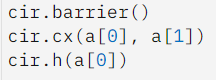 cir.barrier()
cir.cx(a[0], a[1])
cir.h(a[0])